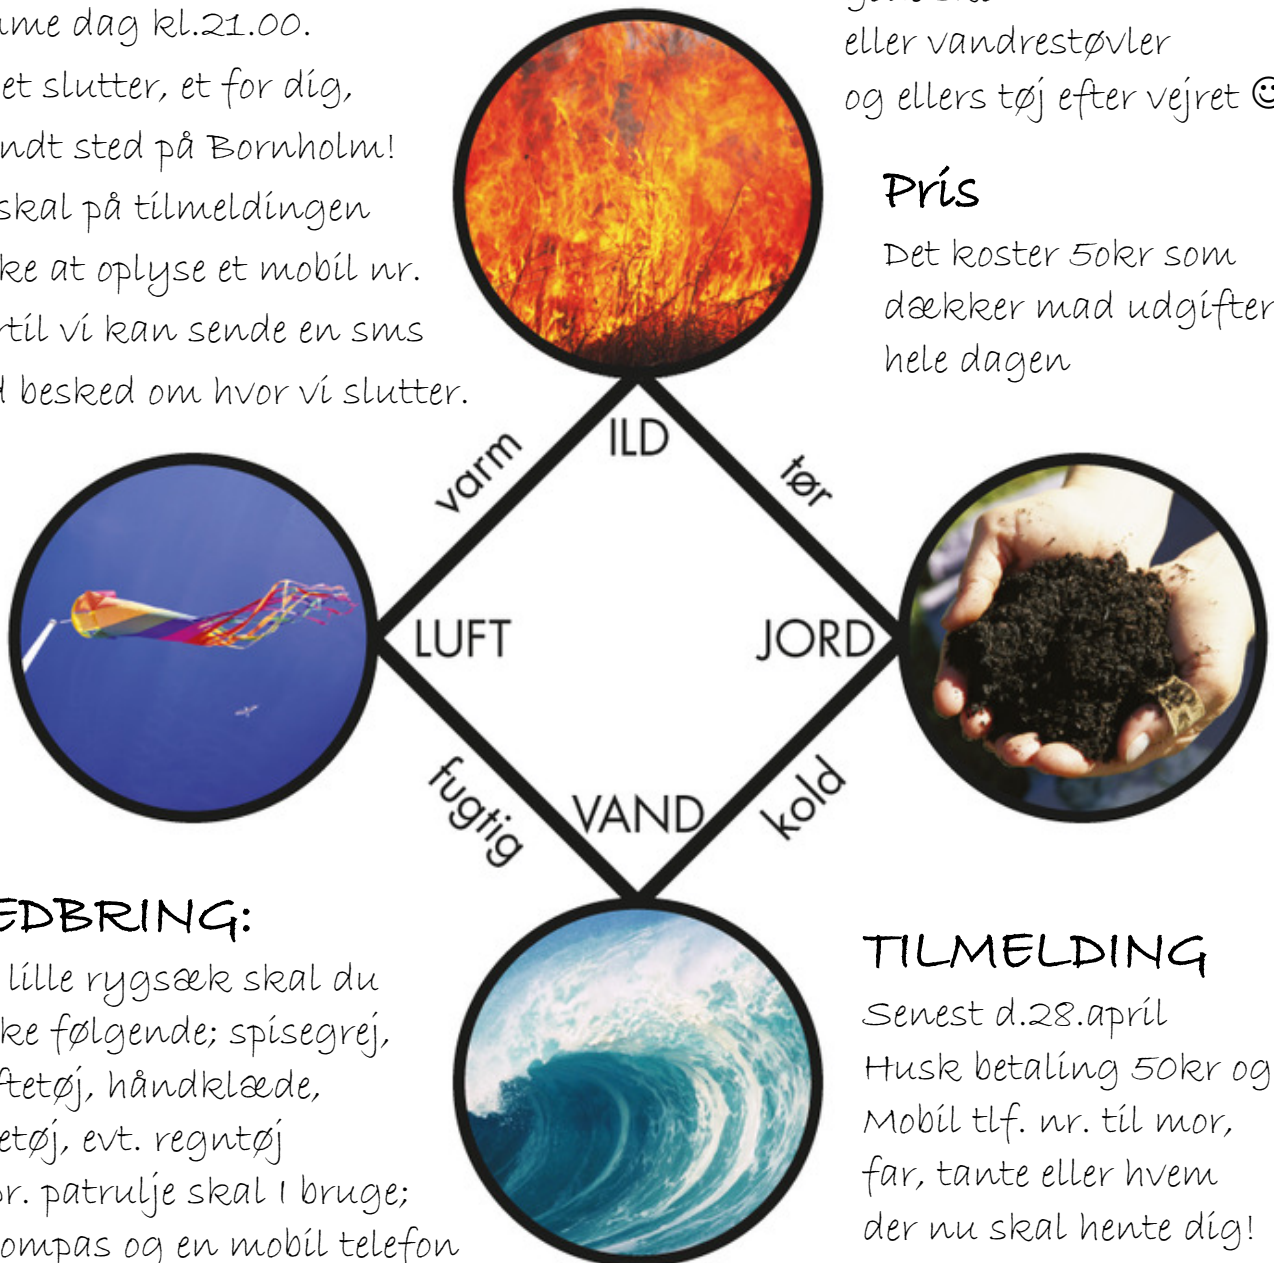 me dag kl.21.00.
et slutter, et for dig,
ndt sted på Bornholm!
skal på tilmeldingen
ke at oplyse et mobil nr.
rtil vi kan sende en sms
d besked om hvor vi slutter.
eller vandrestøvler
og ellers tøj efter vejret ☺
Pris
Det koster 50kr som
dækker mad udgifter
hele dagen
ILD
varm
tør
LUFT
JORD
fugtig
VAND
kold
EDBRING:
lille rygsæk skal du
ke følgende; spisegrej,
ftetøj, håndklæde,
etøj, evt. regntøj
r. patrulje skal I bruge;
ompas og en mobil telefon
TILMELDING
Senest d.28.april
Husk betaling 50kr og
Mobil tlf. nr. til mor,
far, tante eller hvem
der nu skal hente dig!